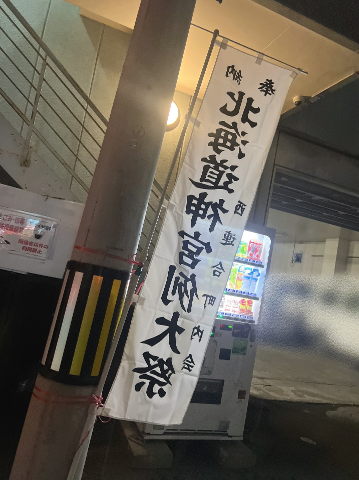 奉納
北海道神宮例大祭
西連合町内会